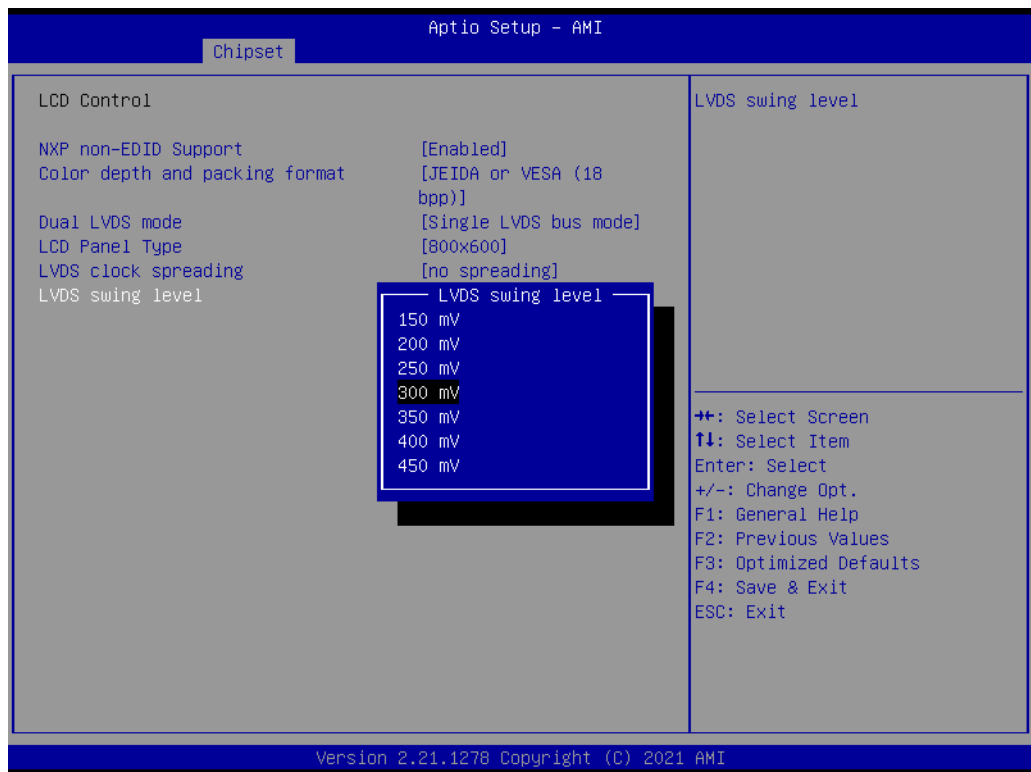 Aptio Setup – AMI
Chipset
LCD Control
NXP non-EDID Support [Enabled]
Color depth and packing format [JEIDA or VESA (18
bpp)]
Dual LVDS mode [Single LVDS bus mode]
LCD Panel Type [800x600]
LVDS clock spreading [no spreading]
LVDS swing level
LVDS swing level
150 mV
200 mV
250 mV
300 mV
350 mV
400 mV
450 mV
LVDS swing level
→←: Select Screen
↑↓: Select Item
Enter: Select
+/-: Change Opt.
F1: General Help
F2: Previous Values
F3: Optimized Defaults
F4: Save & Exit
ESC: Exit
Version 2.21.1278 Copyright (C) 2021 AMI